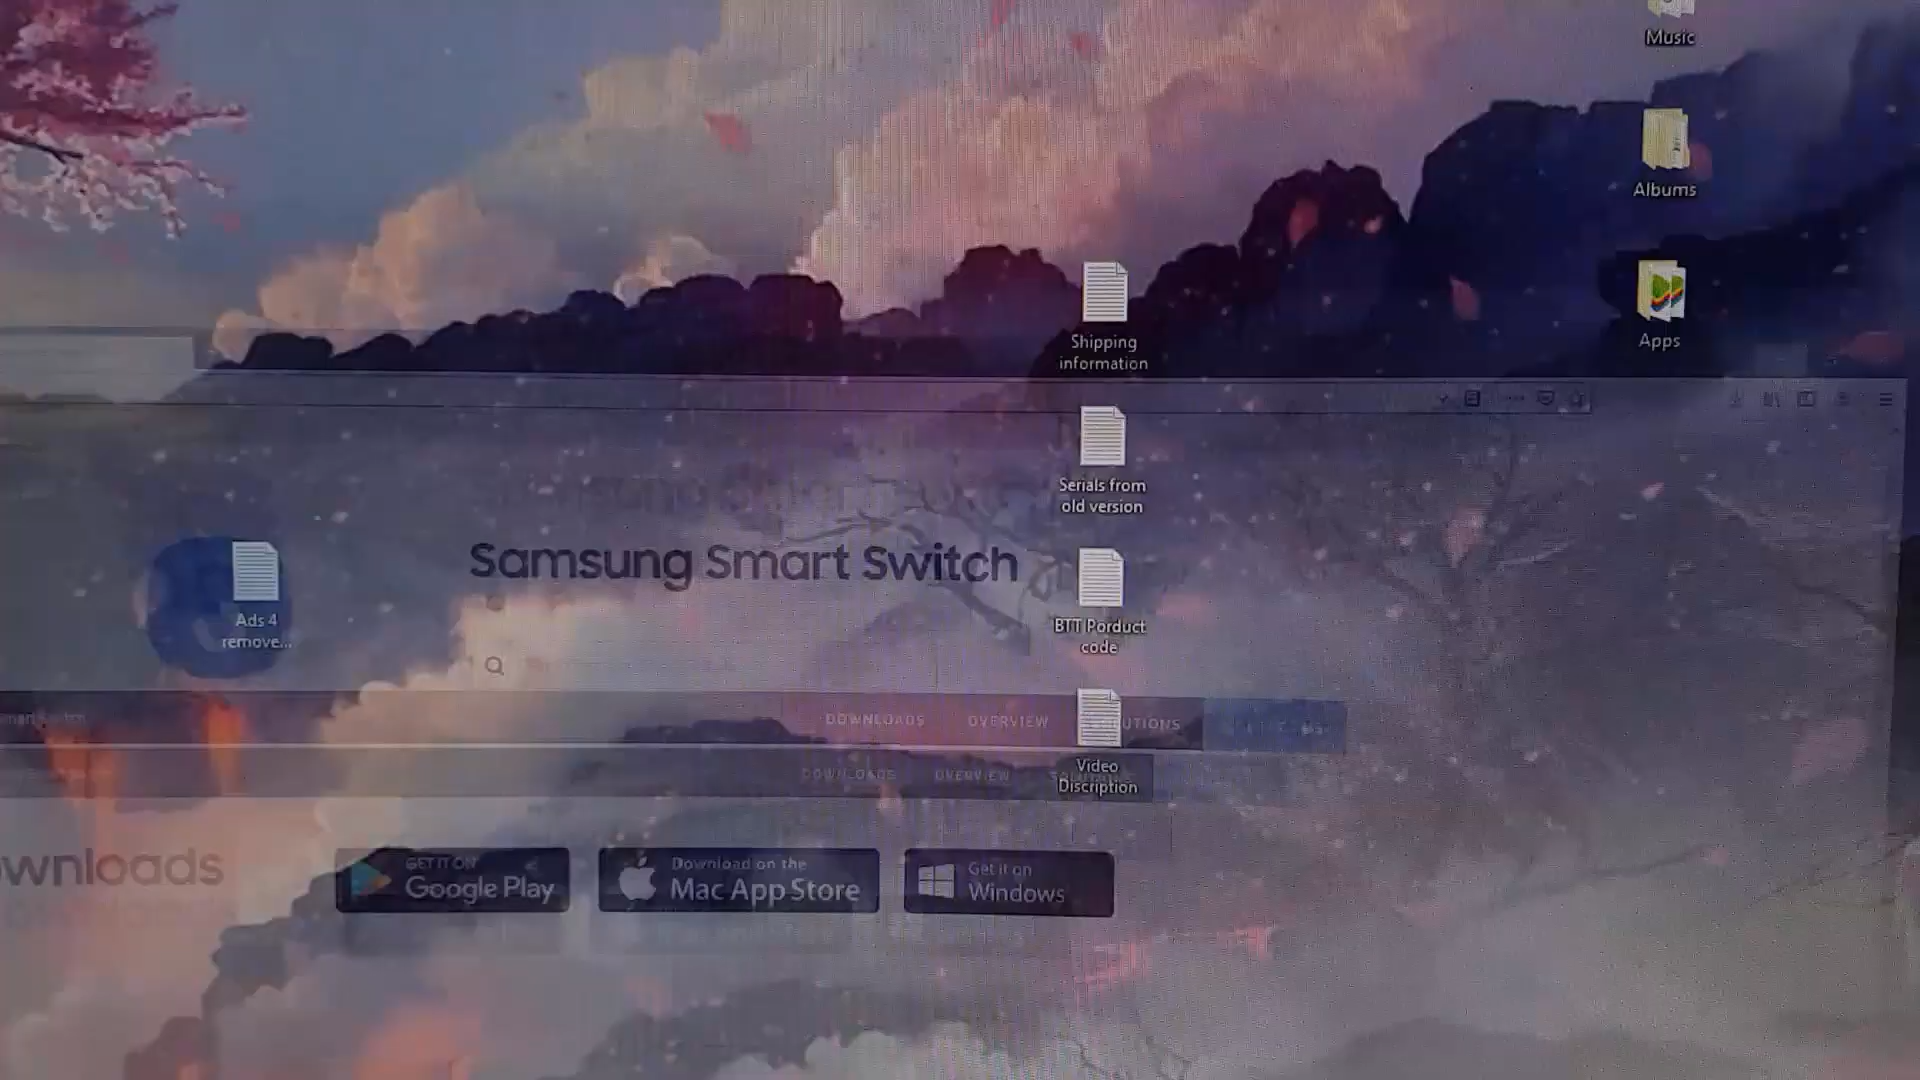 Music
Albums
Apps
Shipping
information
Serials from
old version
Samsung Smart Switch
Ads 4
remove...
BTT Porduct
code
DOWNLOADS
OVERVIEW
Video
Discription
DOWNLOADS
OVERVIEW
wnloads
GET IT ON
Google Play
Download on the
Mac App Store
Get it on
Windows